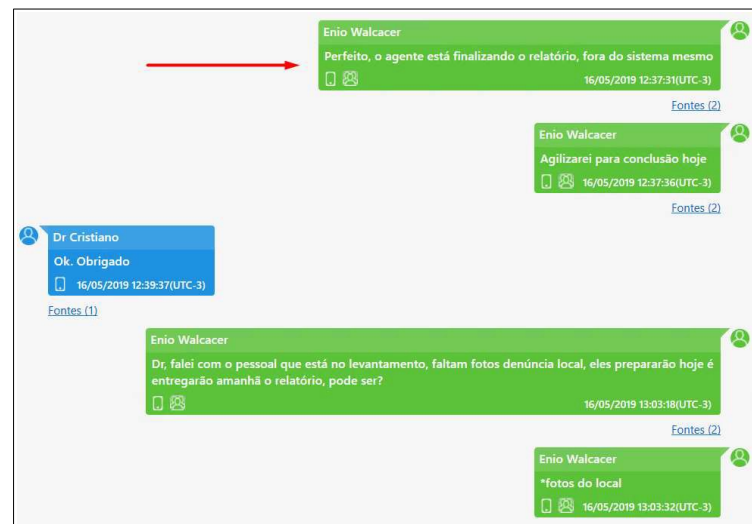 Enio Walcacer
Perfeito, o agente está finalizando o relatório, fora do sistema mesmo
16/05/2019 12:37:31(UTC-3)
Fontes (2)
Enio Walcacer
Agilizarei para conclusão hoje
16/05/2019 12:37:36(UTC-3)
Fontes (2)
Dr Cristiano
Ok. Obrigado
16/05/2019 12:39:37(UTC-3)
Fontes (1)
Enio Walcacer
Dr, falei com o pessoal que está no levantamento, faltam fotos denúncia local, eles prepararão hoje é
entregarão amanhã o relatório, pode ser?
16/05/2019 13:03:18(UTC-3)
Fontes (2)
Enio Walcacer
*fotos do local
16/05/2019 13:03:32(UTC-3)